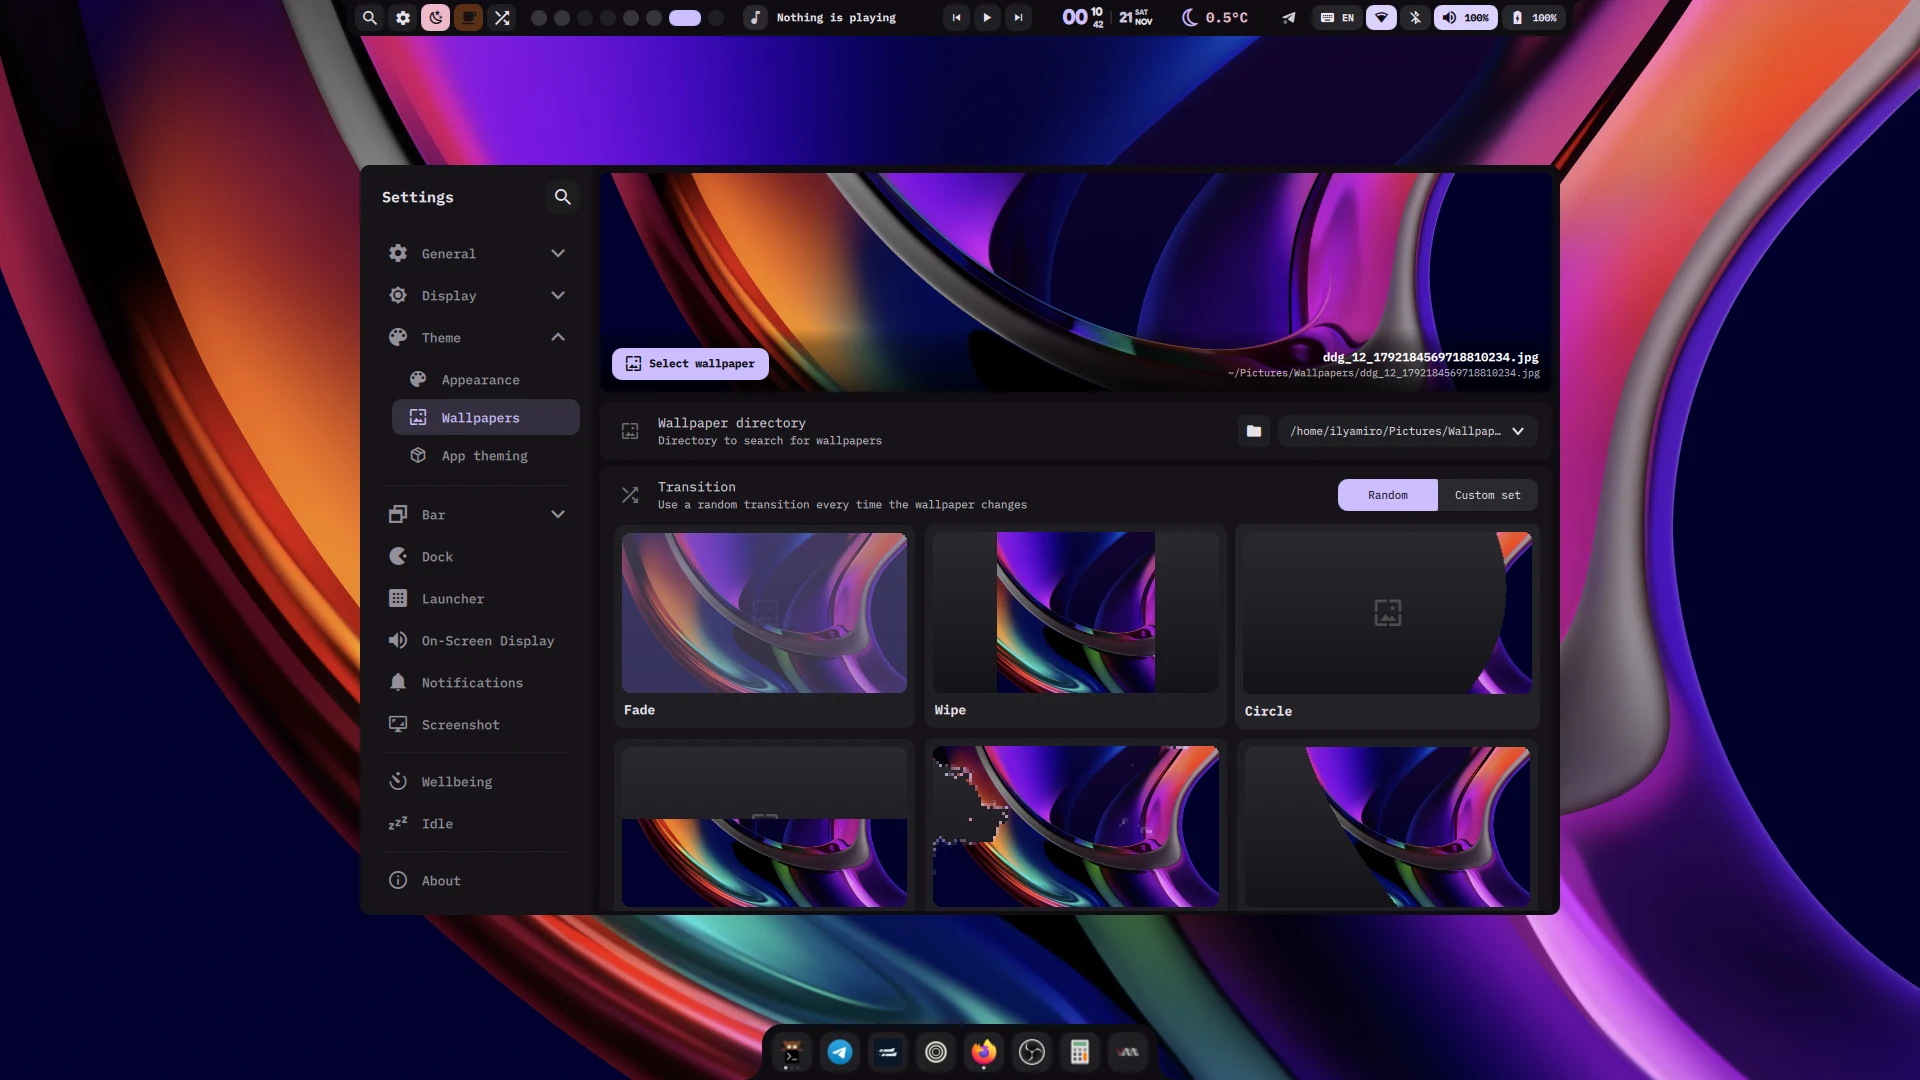 Nothing is playing
00 10 42
21 SAT NOV
0.5°C
EN
100%
100%
Settings
General
Display
Theme
Appearance
Wallpapers
App theming
Bar
Dock
Launcher
On-Screen Display
Notifications
Screenshot
Wellbeing
Idle
About
Select wallpaper
ddg_12_1792184569718810234.jpg
~/Pictures/Wallpapers/ddg_12_1792184569718810234.jpg
Wallpaper directory
Directory to search for wallpapers
/home/ilyamiro/Pictures/Wallpap…
Transition
Use a random transition every time the wallpaper changes
Random
Custom set
Fade
Wipe
Circle